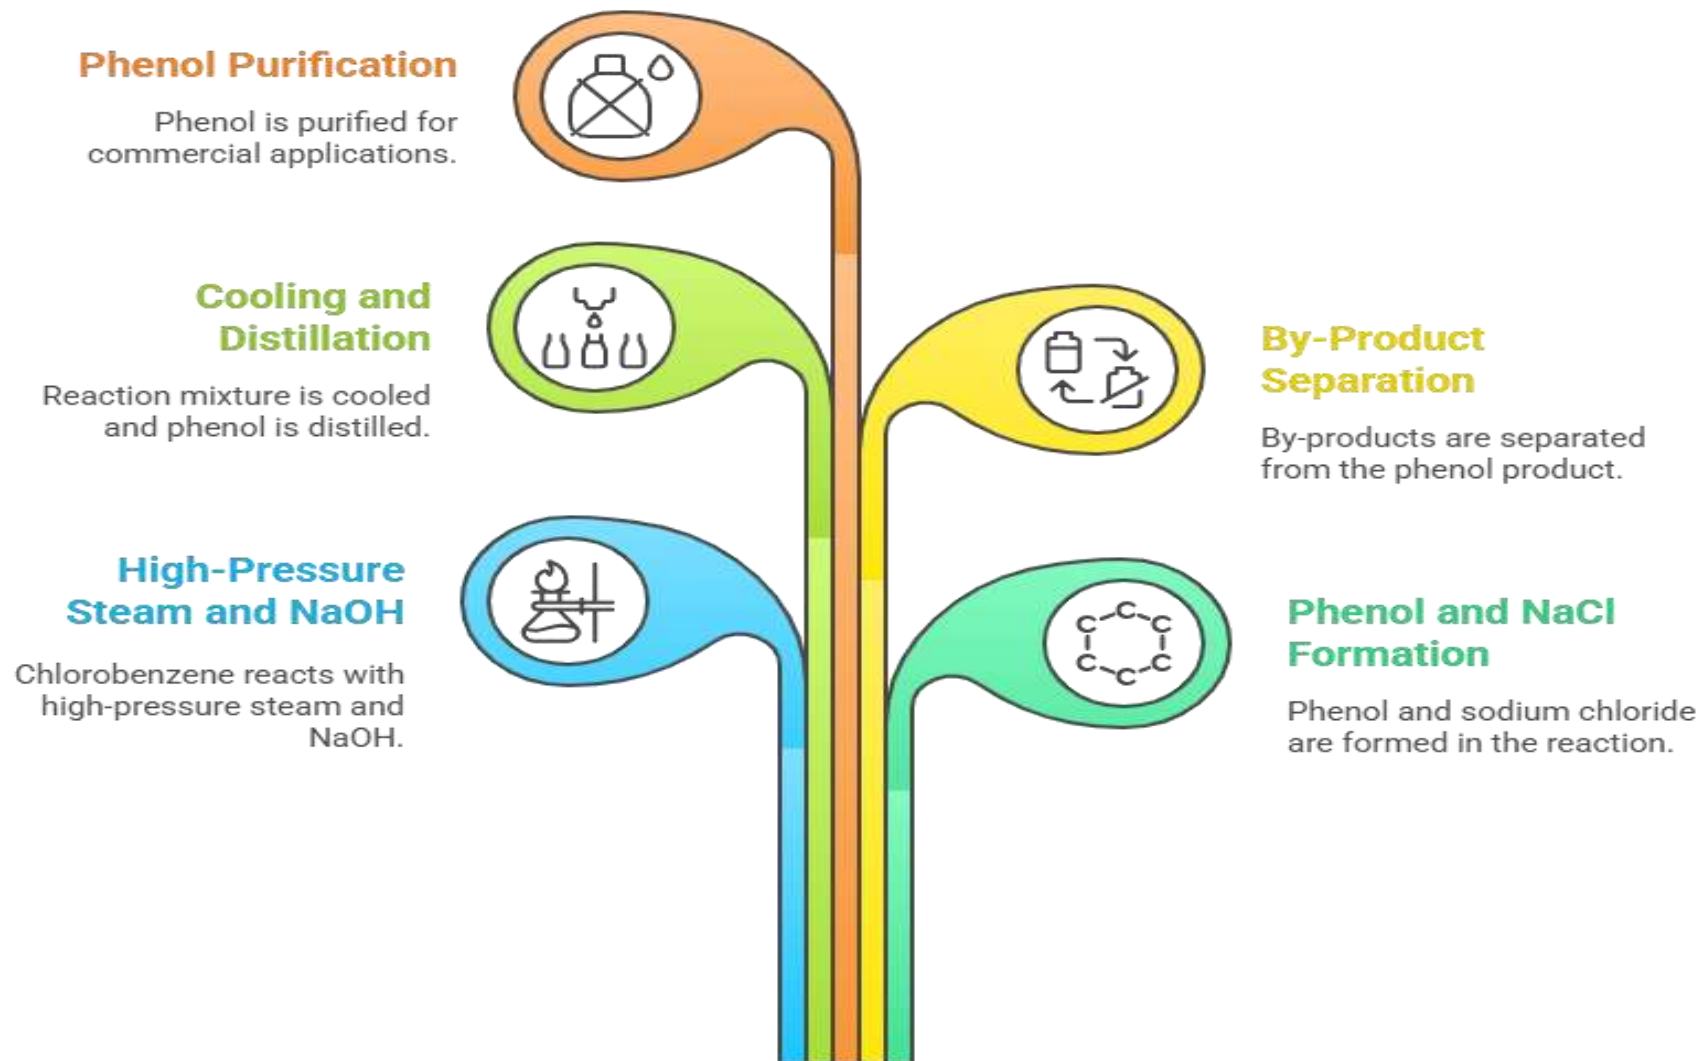 Phenol Purification
Phenol is purified for
commercial applications.
Cooling and
Distillation
Reaction mixture is cooled
and phenol is distilled.
By-Product
Separation
By-products are separated
from the phenol product.
High-Pressure
Steam and NaOH
Chlorobenzene reacts with
high-pressure steam and
NaOH.
C
C
C
C
C
C
Phenol and NaCl
Formation
Phenol and sodium chloride
are formed in the reaction.